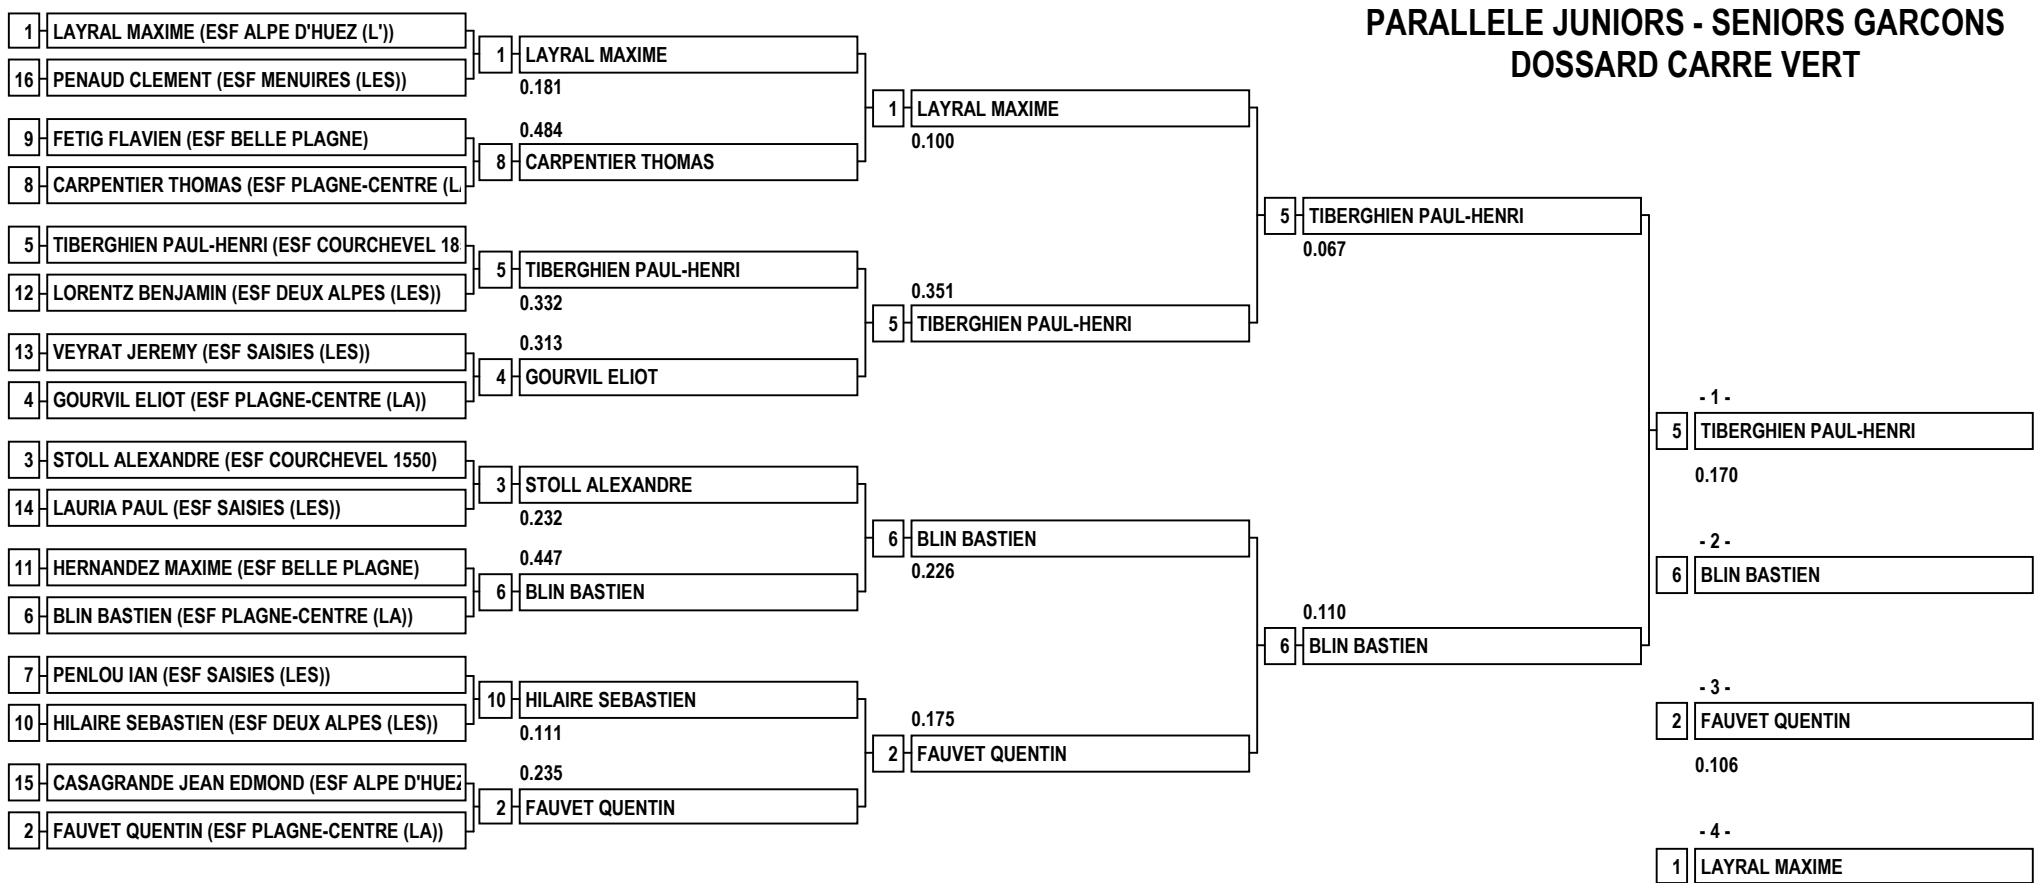 PARALLELE JUNIORS - SENIORS GARCONS
DOSSARD CARRE VERT
1 LAYRAL MAXIME (ESF ALPE D'HUEZ (L'))
16 PENAUD CLEMENT (ESF MENUIRES (LES))
9 FETIG FLAVIEN (ESF BELLE PLAGNE)
8 CARPENTIER THOMAS (ESF PLAGNE-CENTRE (L
5 TIBERGHIEN PAUL-HENRI (ESF COURCHEVEL 18
12 LORENTZ BENJAMIN (ESF DEUX ALPES (LES))
13 VEYRAT JEREMY (ESF SAISIES (LES))
4 GOURVIL ELIOT (ESF PLAGNE-CENTRE (LA))
3 STOLL ALEXANDRE (ESF COURCHEVEL 1550)
14 LAURIA PAUL (ESF SAISIES (LES))
11 HERNANDEZ MAXIME (ESF BELLE PLAGNE)
6 BLIN BASTIEN (ESF PLAGNE-CENTRE (LA))
7 PENLOU IAN (ESF SAISIES (LES))
10 HILAIRE SEBASTIEN (ESF DEUX ALPES (LES))
15 CASAGRANDE JEAN EDMOND (ESF ALPE D'HUEZ
2 FAUVET QUENTIN (ESF PLAGNE-CENTRE (LA))
1 LAYRAL MAXIME
0.181
0.484
8 CARPENTIER THOMAS
5 TIBERGHIEN PAUL-HENRI
0.332
0.313
4 GOURVIL ELIOT
3 STOLL ALEXANDRE
0.232
0.447
6 BLIN BASTIEN
10 HILAIRE SEBASTIEN
0.111
0.235
2 FAUVET QUENTIN
1 LAYRAL MAXIME
0.100
0.351
5 TIBERGHIEN PAUL-HENRI
6 BLIN BASTIEN
0.226
0.175
2 FAUVET QUENTIN
5 TIBERGHIEN PAUL-HENRI
0.067
0.110
6 BLIN BASTIEN
- 1 -
5 TIBERGHIEN PAUL-HENRI
0.170
- 2 -
6 BLIN BASTIEN
- 3 -
2 FAUVET QUENTIN
0.106
- 4 -
1 LAYRAL MAXIME